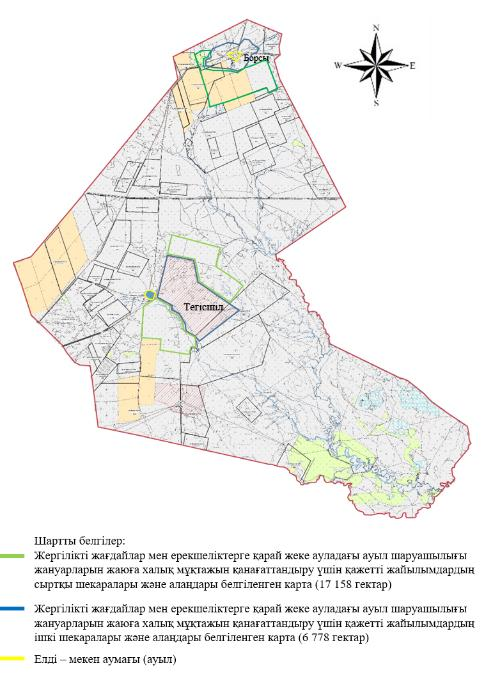 N
Борсы
W E
S
Тегісшіл
Шартты белгілер:
Жергілікті жағдайлар мен ерекшеліктерге қарай жеке ауладағы ауыл шаруашылығы
жануарларын жаюға халық мұқтажын қанағаттандыру үшін қажетті жайылымдардың
сыртқы шекаралары және алаңдары белгіленген карта (17 158 гектар)
Жергілікті жағдайлар мен ерекшеліктерге қарай жеке ауладағы ауыл шаруашылығы
жануарларын жаюға халық мұқтажын қанағаттандыру үшін қажетті жайылымдардың
ішкі шекаралары және алаңдары белгіленген карта (6 778 гектар)
Елді – мекен аумағы (ауыл)